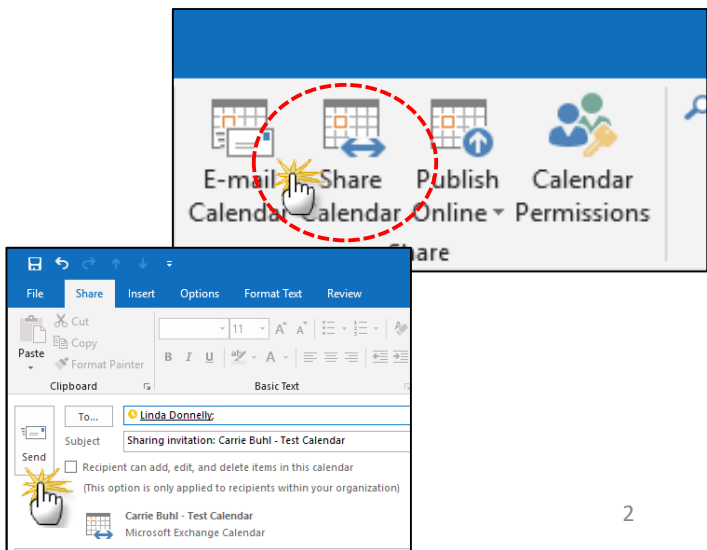 E-mail Calendar
Share Calendar
Publish Online
Calendar Permissions
File Share Insert Options Format Text Review
Paste
Cut
Copy
Format Painter
Clipboard
11 A A
B I U aby A
Basic Text
Send
To... Linda Donnelly;
Subject Sharing invitation: Carrie Buhl - Test Calendar
Recipient can add, edit, and delete items in this calendar
(This option is only applied to recipients within your organization)
Carrie Buhl - Test Calendar
Microsoft Exchange Calendar
2